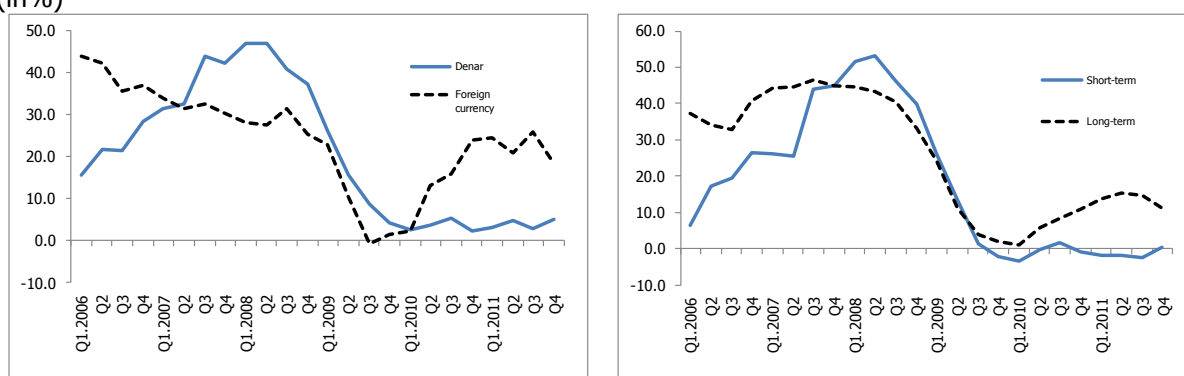 (in%)
50.0
40.0
30.0
20.0
10.0
0.0
-10.0
Denar
Foreign
currency
Q1.2006
Q2
Q3
Q4
Q1.2007
Q2
Q3
Q4
Q1.2008
Q2
Q3
Q4
Q1.2009
Q2
Q3
Q4
Q1.2010
Q2
Q3
Q4
Q1.2011
Q2
Q3
Q4
60.0
50.0
40.0
30.0
20.0
10.0
0.0
-10.0
Short-term
Long-term
Q1.2006
Q2
Q3
Q4
Q1.2007
Q2
Q3
Q4
Q1.2008
Q2
Q3
Q4
Q1.2009
Q2
Q3
Q4
Q1.2010
Q2
Q3
Q4
Q1.2011
Q2
Q3
Q4